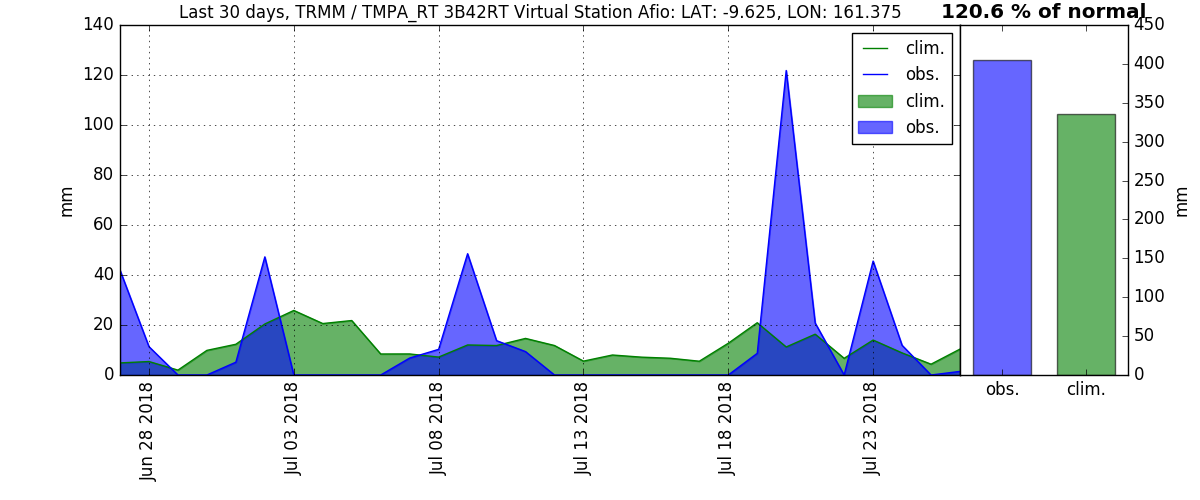 Last 30 days, TRMM / TMPA_RT 3B42RT Virtual Station Afio: LAT: -9.625, LON: 161.375
120.6 % of normal
140
120
100
80
60
40
20
0
mm
clim.
obs.
clim.
obs.
Jun 28 2018
Jul 03 2018
Jul 08 2018
Jul 13 2018
Jul 18 2018
Jul 23 2018
450
400
350
300
250
200
150
100
50
0
mm
obs.
clim.